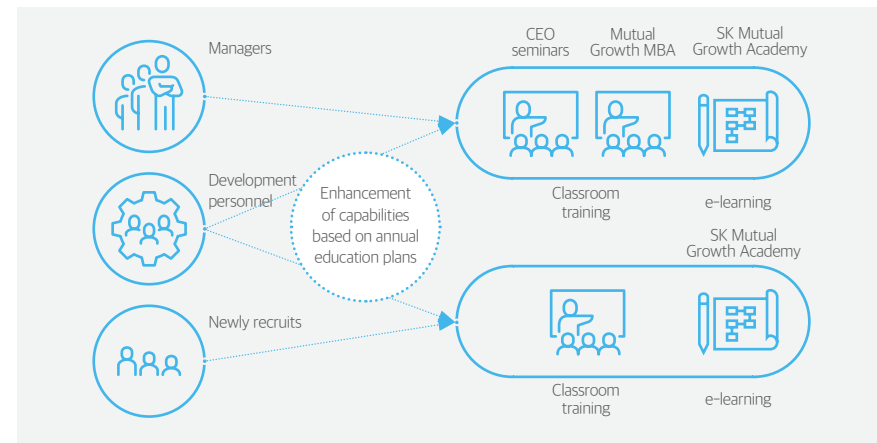 Managers
Development
personnel
Newly recruits
Enhancement
of capabilities
based on annual
education plans
CEO
seminars
Mutual
Growth MBA
SK Mutual
Growth Academy
Classroom
training
e-learning
SK Mutual
Growth Academy
Classroom
training
e-learning